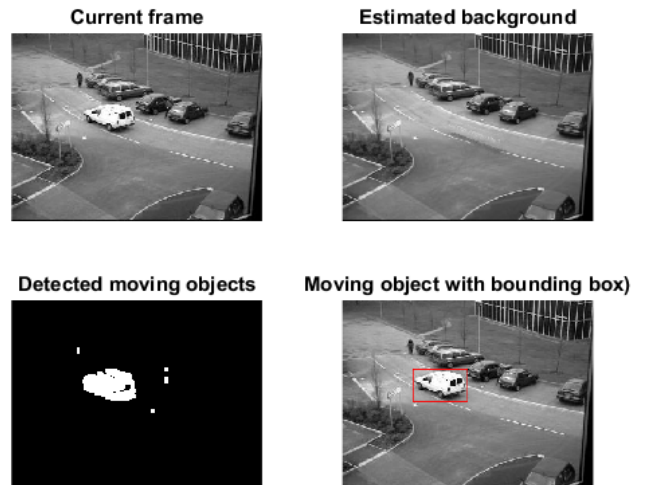 Current frame
Estimated background
Detected moving objects
Moving object with bounding box)